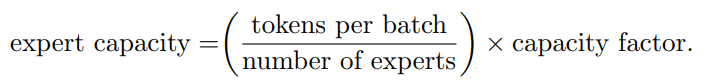 expert capacity = ( tokens per batch / number of experts ) × capacity factor.